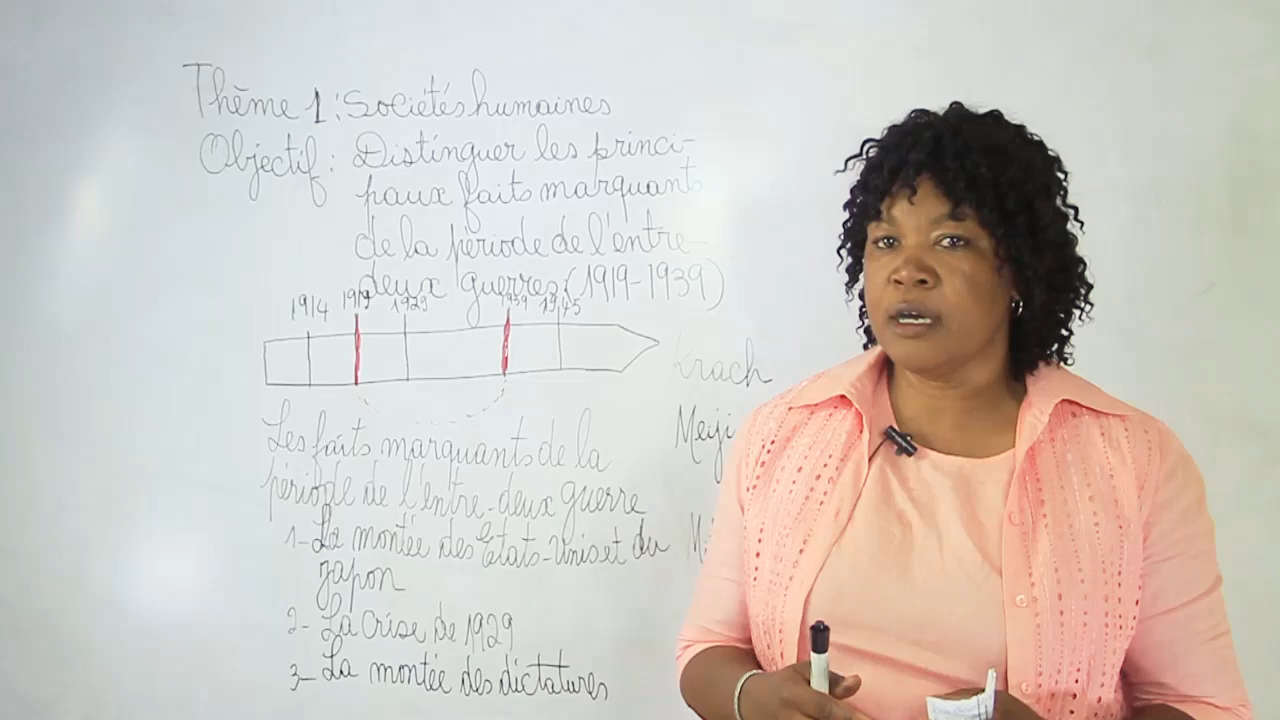 Thème 1: Sociétés humaines
Objectif: Distinguer les princi-
paux faits marquants
de la période de l'entre-
deux guerres (1919-1939)
1914 1919 1929 1939 1945
Krach
Les faits marquants de la
Meiji
période de l'entre-deux guerre
1- La montée des Etats-Unis et du
Japon
2- La Crise de 1929
3- La montée des dictatures